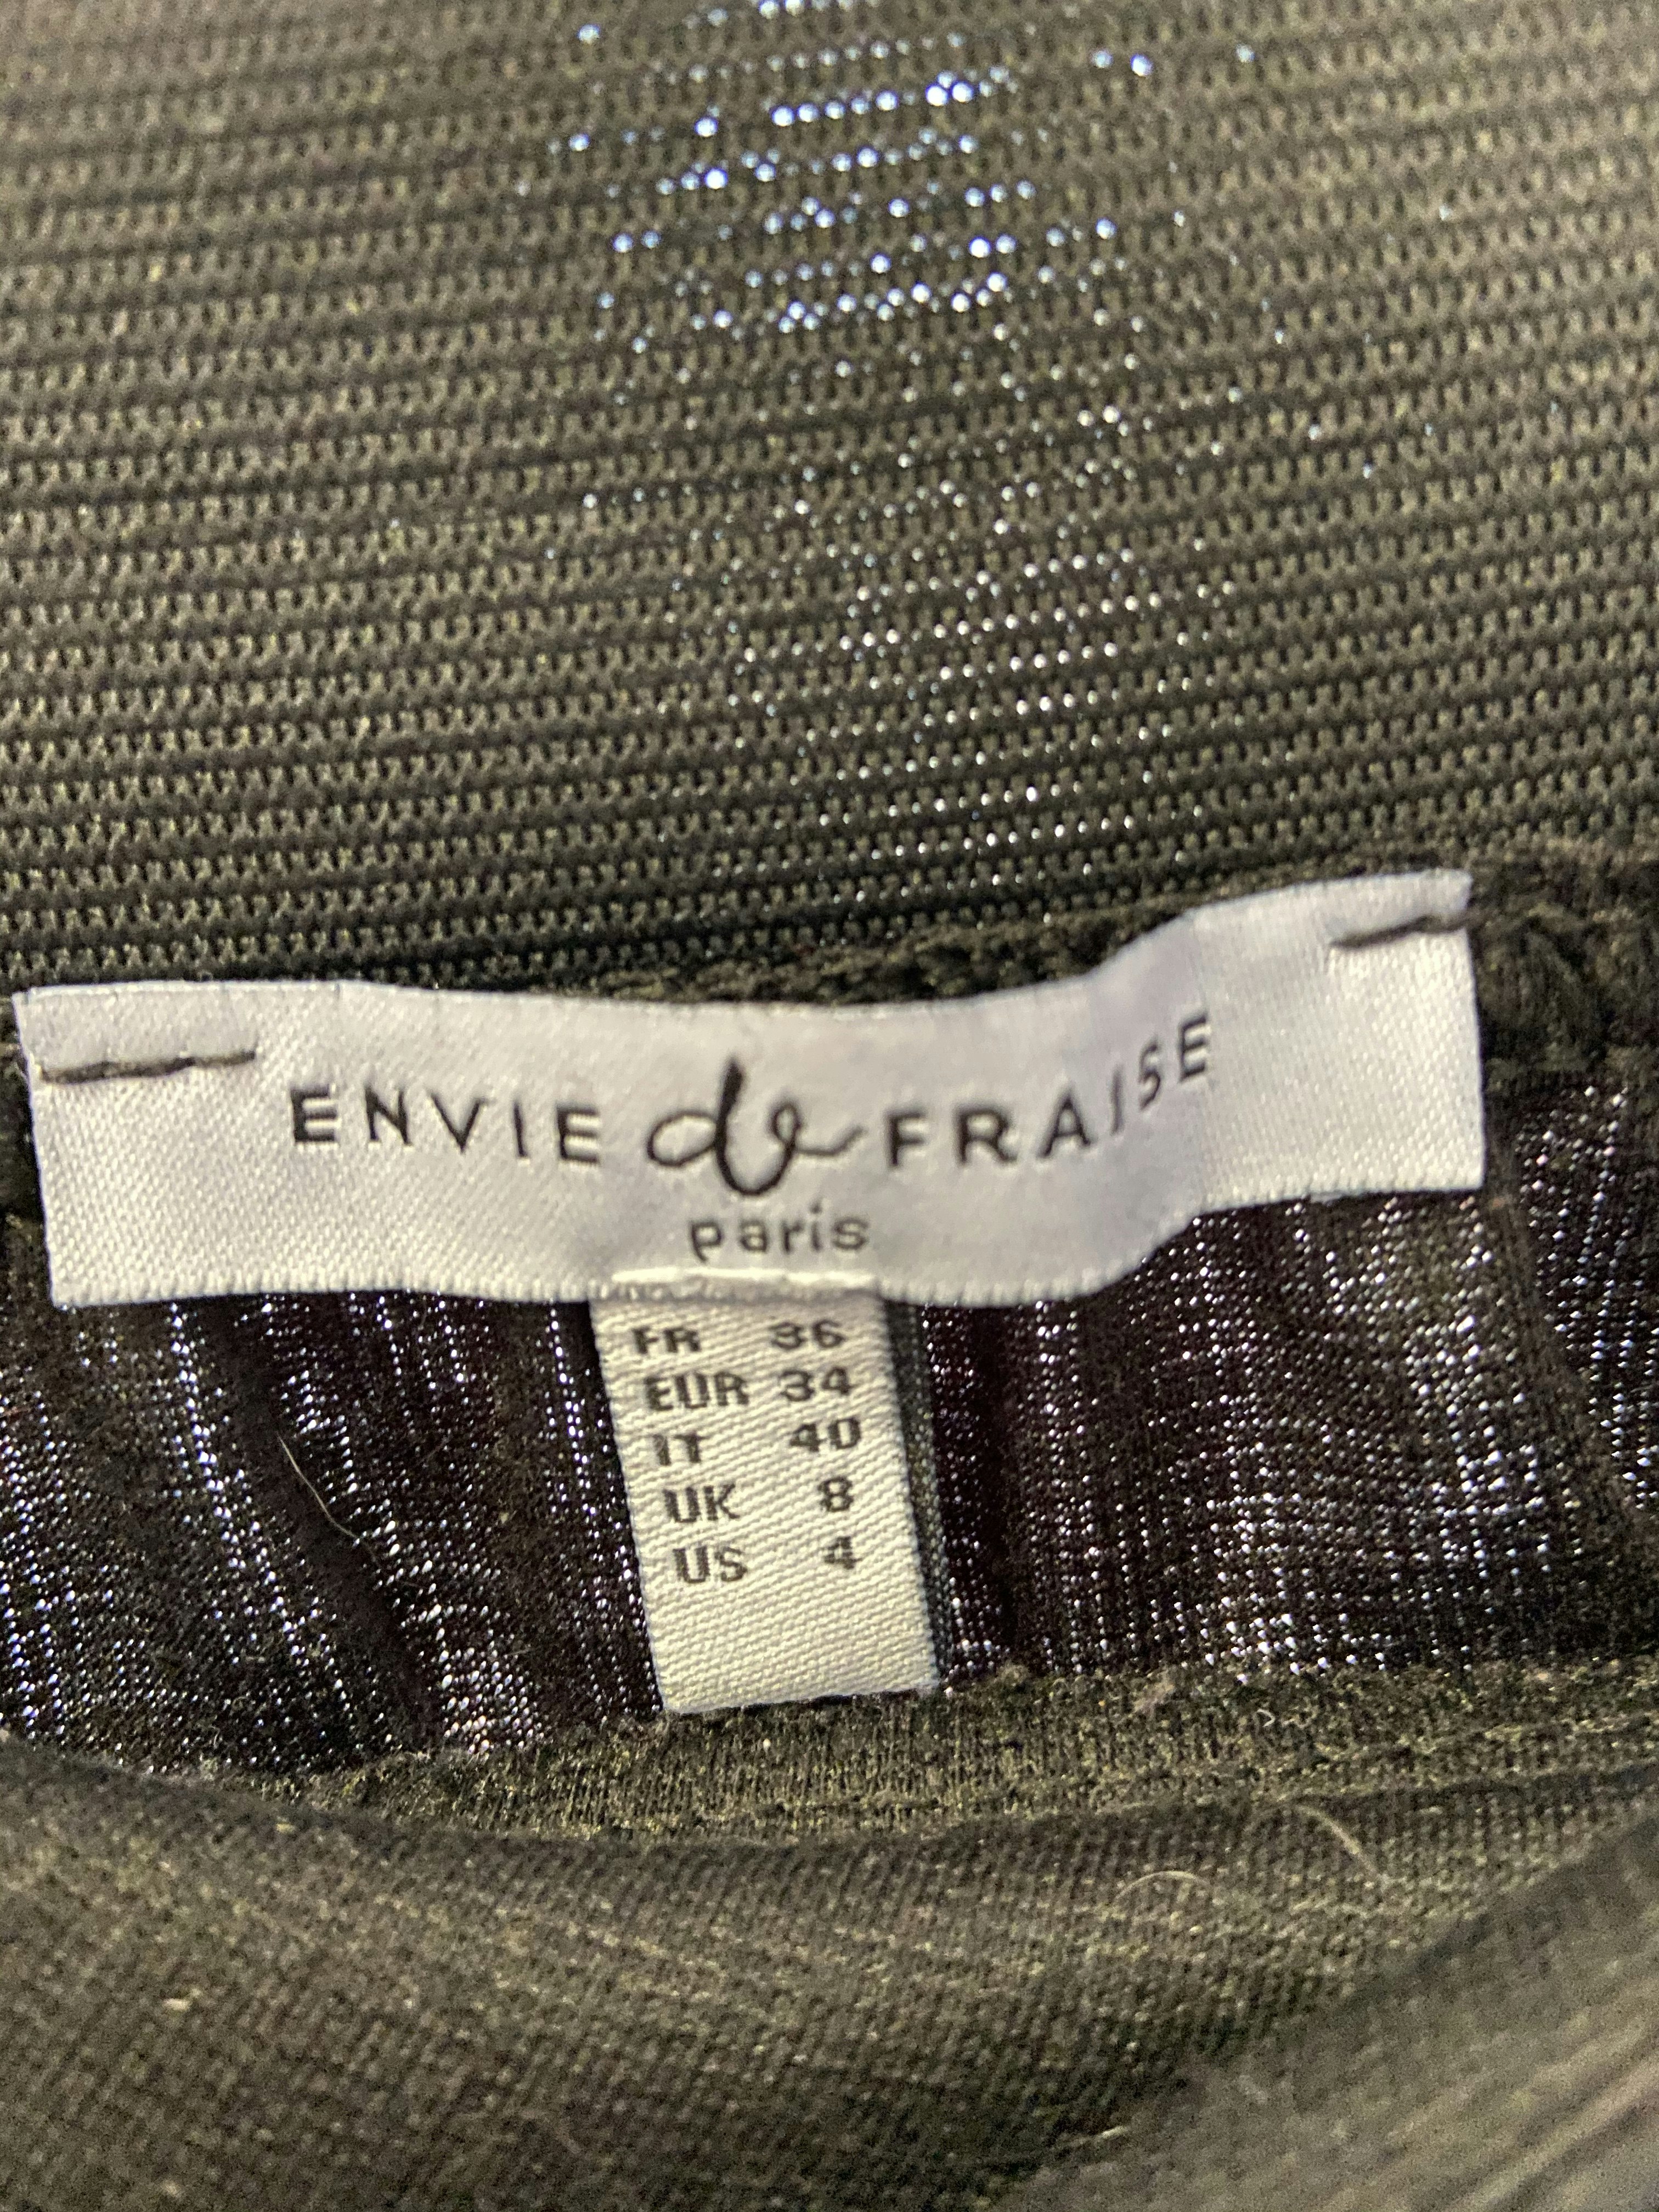 ENVIE de FRAISE
paris
FR 36
EUR 34
IT 40
UK 8
US 4